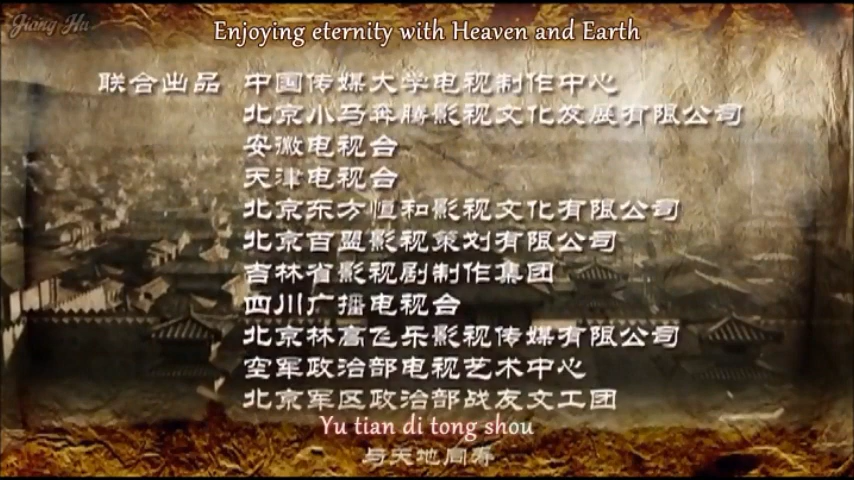 Jiang Hu
Enjoying eternity with Heaven and Earth
联合出品 中国传媒大学电视制作中心
北京小马奔腾影视文化发展有限公司
安徽电视台
天津电视台
北京东方恒和影视文化有限公司
北京百盟影视策划有限公司
吉林省影视剧制作集团
四川广播电视台
北京林高飞乐影视传媒有限公司
空军政治部电视艺术中心
北京军区政治部战友文工团
Yu tian di tong shou
与天地同寿